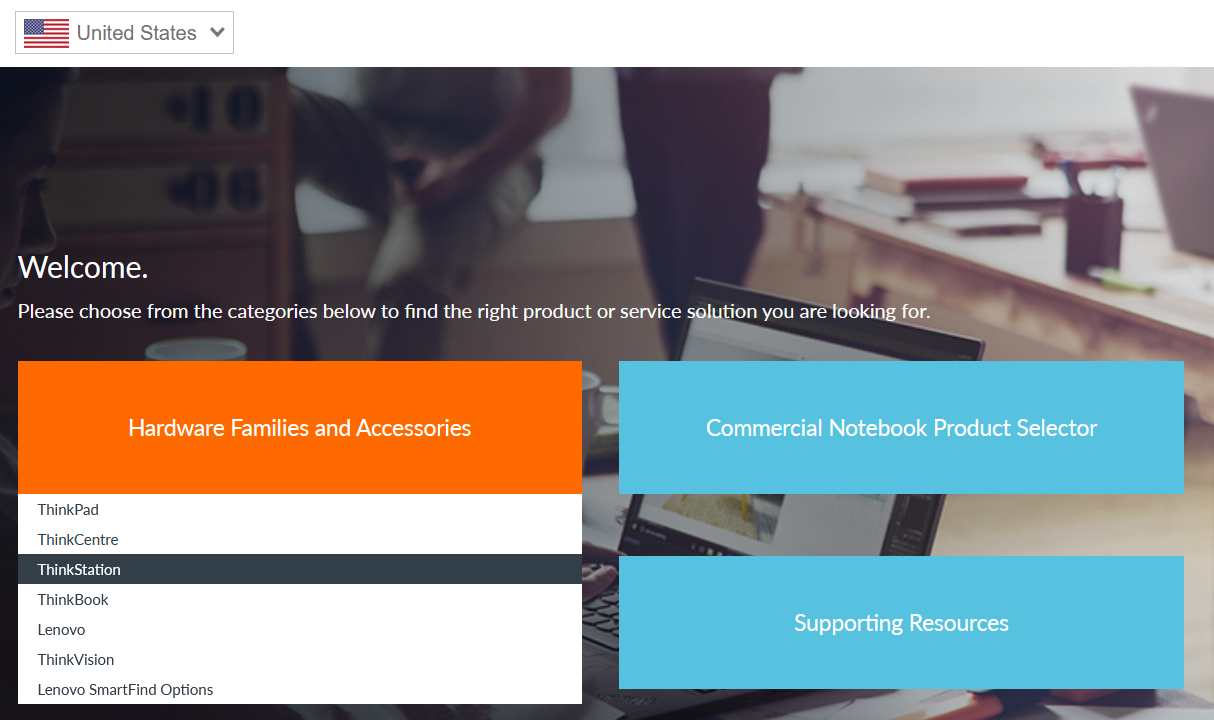 United States
Welcome.
Please choose from the categories below to find the right product or service solution you are looking for.
Hardware Families and Accessories
Commercial Notebook Product Selector
ThinkPad
ThinkCentre
ThinkStation
ThinkBook
Lenovo
ThinkVision
Lenovo SmartFind Options
Supporting Resources